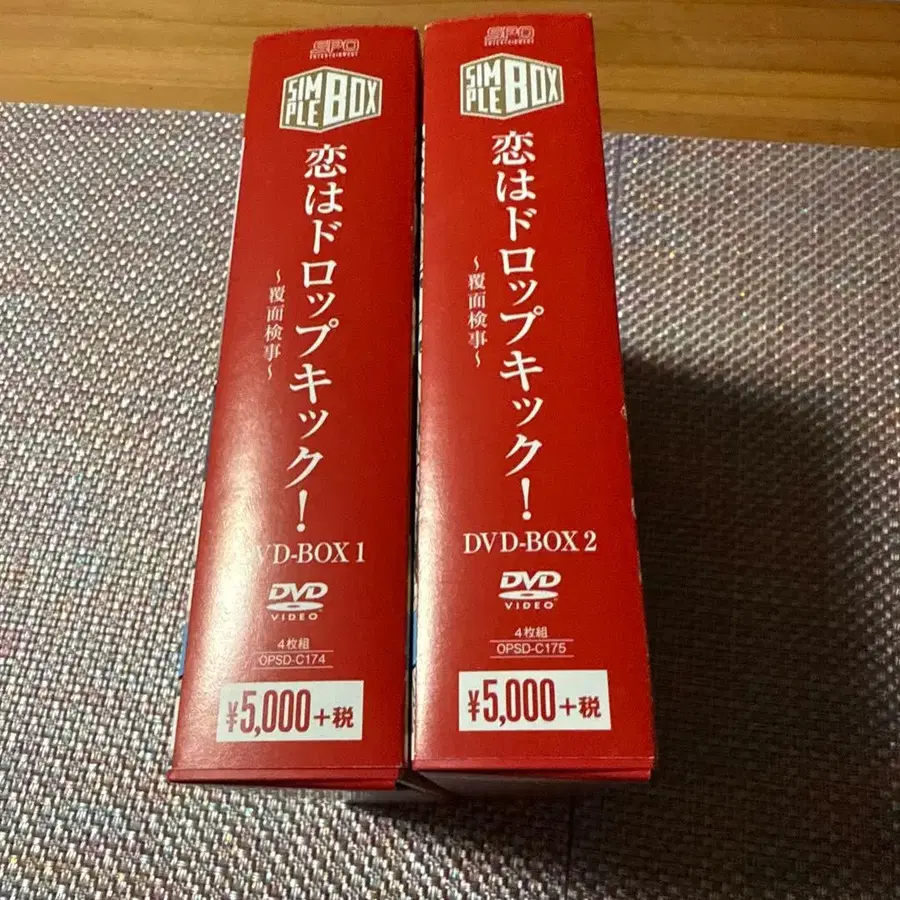 SPO
ENTERTAINMENT
SIMPLE BOX
恋はドロップキック!
〜覆面検事〜
VD-BOX 1
DVD
VIDEO
4枚組
OPSD-C174
¥5,000+税
SPO
ENTERTAINMENT
SIMPLE BOX
恋はドロップキック!
〜覆面検事〜
DVD-BOX 2
DVD
VIDEO
4枚組
OPSD-C175
¥5,000+税